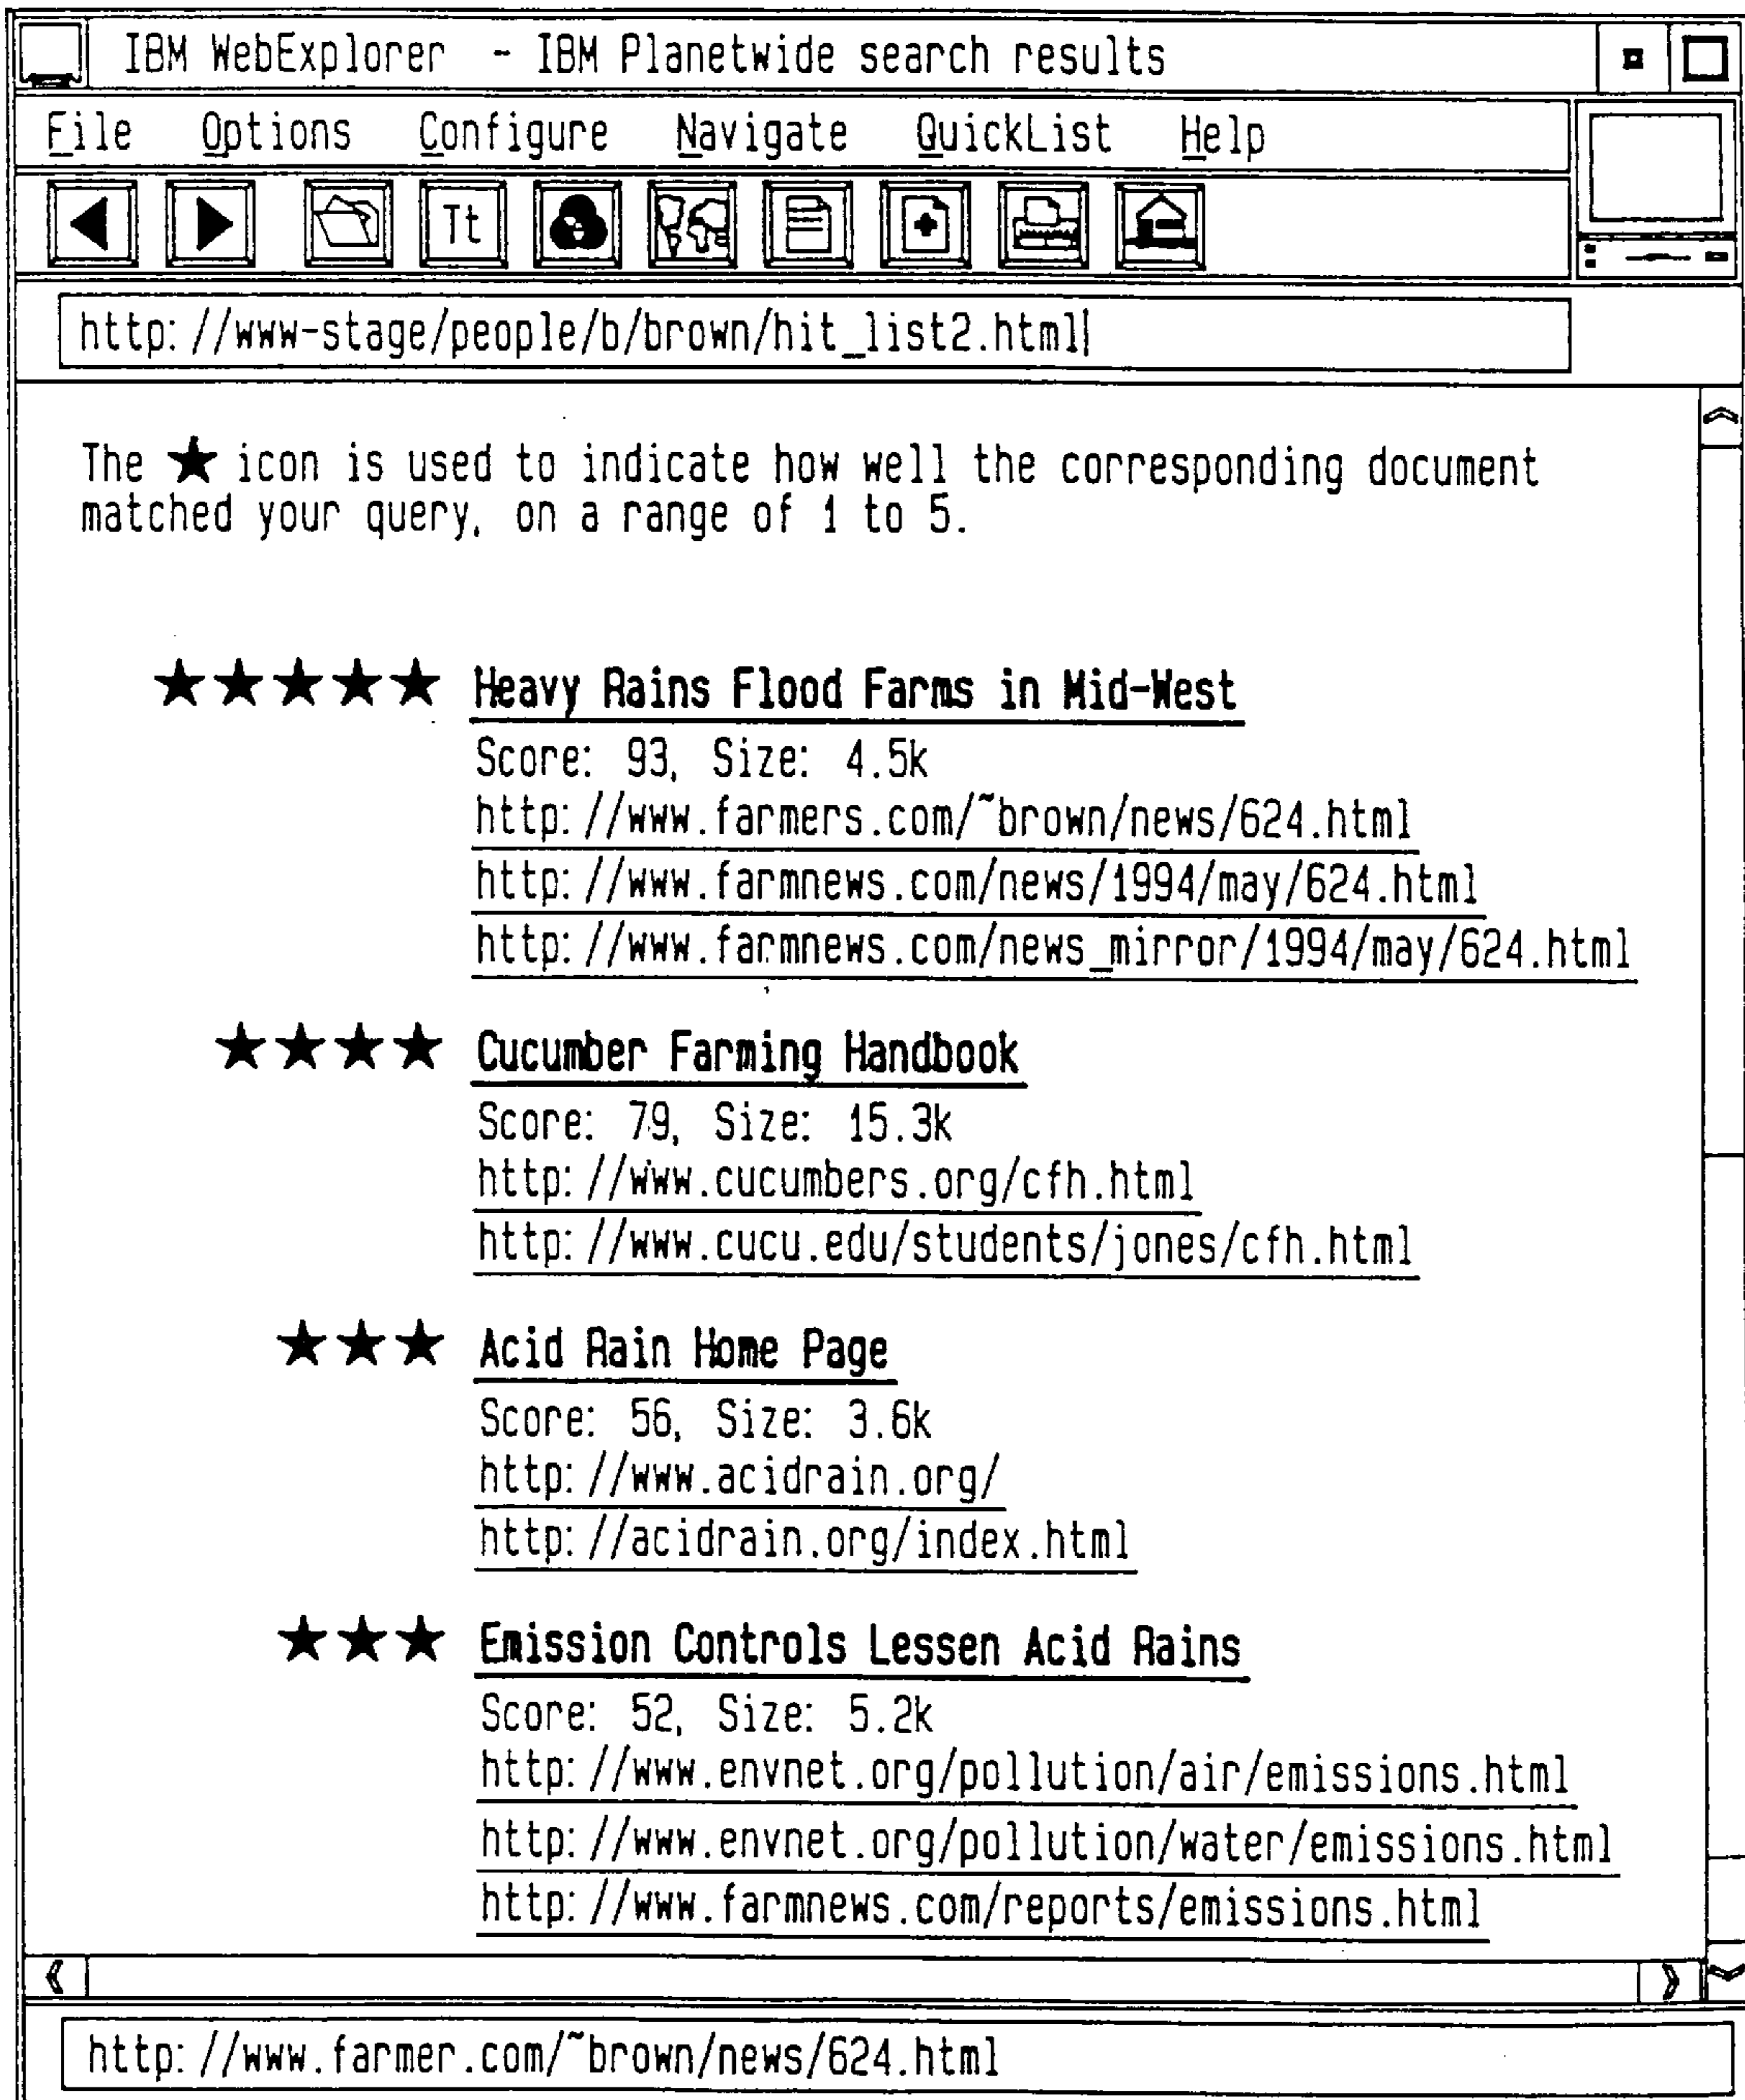 IBM WebExplorer - IBM Planetwide search results
File Options Configure Navigate QuickList Help
Tt
http://www-stage/people/b/brown/hit_list2.html
The ★ icon is used to indicate how well the corresponding document
matched your query, on a range of 1 to 5.
★★★★★ Heavy Rains Flood Farms in Mid-West
Score: 93, Size: 4.5k
http://www.farmers.com/~brown/news/624.html
http://www.farmnews.com/news/1994/may/624.html
http://www.farmnews.com/news_mirror/1994/may/624.html
★★★★ Cucumber Farming Handbook
Score: 79, Size: 15.3k
http://www.cucumbers.org/cfh.html
http://www.cucu.edu/students/jones/cfh.html
★★★ Acid Rain Home Page
Score: 56, Size: 3.6k
http://www.acidrain.org/
http://acidrain.org/index.html
★★★ Emission Controls Lessen Acid Rains
Score: 52, Size: 5.2k
http://www.envnet.org/pollution/air/emissions.html
http://www.envnet.org/pollution/water/emissions.html
http://www.farmnews.com/reports/emissions.html
http://www.farmer.com/~brown/news/624.html